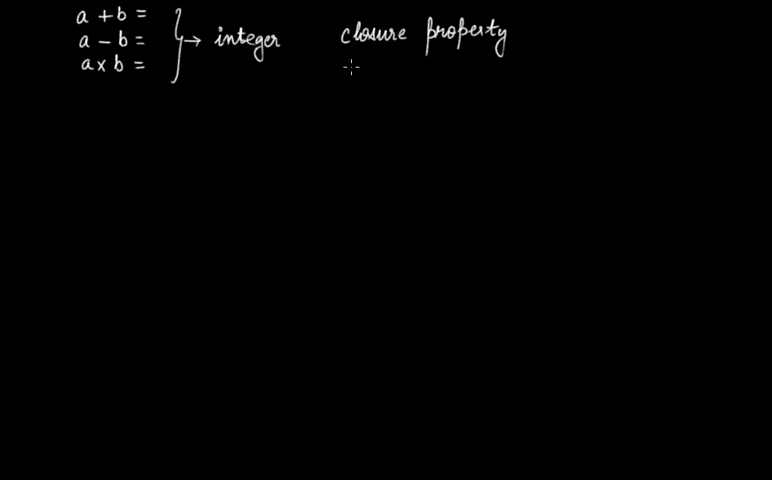 a + b =
a - b = } → integer closure property
a x b =